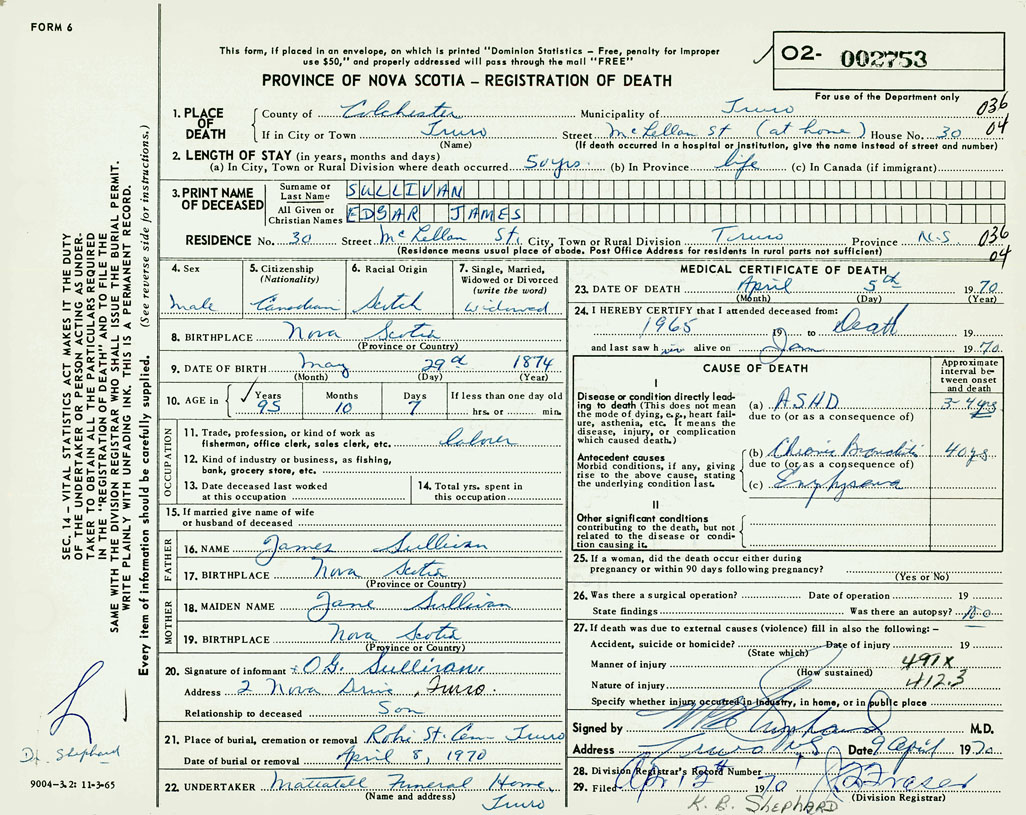 FORM 6
This form, if placed in an envelope, on which is printed "Dominion Statistics – Free, penalty for improper
use $50," and properly addressed will pass through the mail "FREE"
PROVINCE OF NOVA SCOTIA – REGISTRATION OF DEATH
O2- 002753
For use of the Department only
036
04
1. PLACE OF DEATH
County of Colchester Municipality of Truro
If in City or Town Truro Street McLellan St (at home) House No. 30
(Name) (If death occurred in a hospital or institution, give the name instead of street and number)
2. LENGTH OF STAY (in years, months and days)
(a) In City, Town or Rural Division where death occurred 50 yrs. (b) In Province life (c) In Canada (if immigrant)
3. PRINT NAME OF DECEASED
Surname or Last Name SULLIVAN
All Given or Christian Names EDGAR JAMES
RESIDENCE No. 30 Street McLellan St. City, Town or Rural Division Truro Province N.S
036
04
(Residence means usual place of abode. Post Office Address for residents in rural parts not sufficient)
4. Sex
male
5. Citizenship (Nationality)
Canadian
6. Racial Origin
Scotch
7. Single, Married, Widowed or Divorced (write the word)
Widowed
8. BIRTHPLACE Nova Scotia
(Province or Country)
9. DATE OF BIRTH May 29th 1874
(Month) (Day) (Year)
10. AGE in Years 95 Months 10 Days 7 If less than one day old hrs. or min.
OCCUPATION
11. Trade, profession, or kind of work as fisherman, office clerk, sales clerk, etc. laborer
12. Kind of industry or business, as fishing, bank, grocery store, etc.
13. Date deceased last worked at this occupation
14. Total yrs. spent in this occupation
15. If married give name of wife or husband of deceased
FATHER
16. NAME James Sullivan
17. BIRTHPLACE Nova Scotia
(Province or Country)
MOTHER
18. MAIDEN NAME Jane Sullivan
19. BIRTHPLACE Nova Scotia
(Province or Country)
20. Signature of informant O.G. Sullivan
Address 2 Nova Drive, Truro.
Relationship to deceased Son
21. Place of burial, cremation or removal Robie St. Cem Truro
Date of burial or removal April 8, 1970
22. UNDERTAKER Mattatall Funeral Home,
(Name and address) Truro
MEDICAL CERTIFICATE OF DEATH
23. DATE OF DEATH April 5th 1970
(Month) (Day) (Year)
24. I HEREBY CERTIFY that I attended deceased from:
1965 19 to Death 19
and last saw him alive on Jan 1970
CAUSE OF DEATH
Approximate interval between onset and death
I
Disease or condition directly leading to death (This does not mean the mode of dying, e.g., heart failure, asthenia, etc. It means the disease, injury, or complication which caused death.)
(a) ASHD 3-4 yrs
due to (or as a consequence of)
Antecedent causes
Morbid conditions, if any, giving rise to the above cause, stating the underlying condition last.
(b) Chronic Bronchitis 40 yrs
due to (or as a consequence of)
(c) Emphysema
II
Other significant conditions
contributing to the death, but not related to the disease or condition causing it.
25. If a woman, did the death occur either during
pregnancy or within 90 days following pregnancy?
(Yes or No)
26. Was there a surgical operation? Date of operation 19
State findings Was there an autopsy? No
27. If death was due to external causes (violence) fill in also the following: –
Accident, suicide or homicide? Date of injury 19
(State which)
Manner of injury 491X
(How sustained)
Nature of injury 412.3
Specify whether injury occurred in industry, in home, or in public place
Signed by M.D.
Address Truro N.S Date 9 April 1970
28. Division Registrar's Record Number
29. Filed Apr 12th 1970 Fraser
(Division Registrar)
K. B. SHEPHARD
SEC. 14 – VITAL STATISTICS ACT MAKES IT THE DUTY
OF THE UNDERTAKER OR PERSON ACTING AS UNDER-
TAKER TO OBTAIN ALL THE PARTICULARS REQUIRED
IN THE "REGISTRATION OF DEATH" AND TO FILE THE
SAME WITH THE DIVISION REGISTRAR WHO SHALL ISSUE THE BURIAL PERMIT.
WRITE PLAINLY WITH UNFADING INK. THIS IS A PERMANENT RECORD.
Every item of information should be carefully supplied. (See reverse side for instructions.)
Dr. Shephard
9004-3.2: 11-3-65